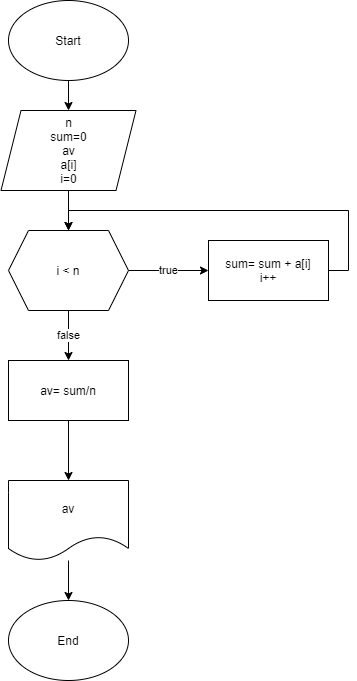 Start
n
sum=0
av
a[i]
i=0
i < n
true
sum= sum + a[i]
i++
false
av= sum/n
av
End